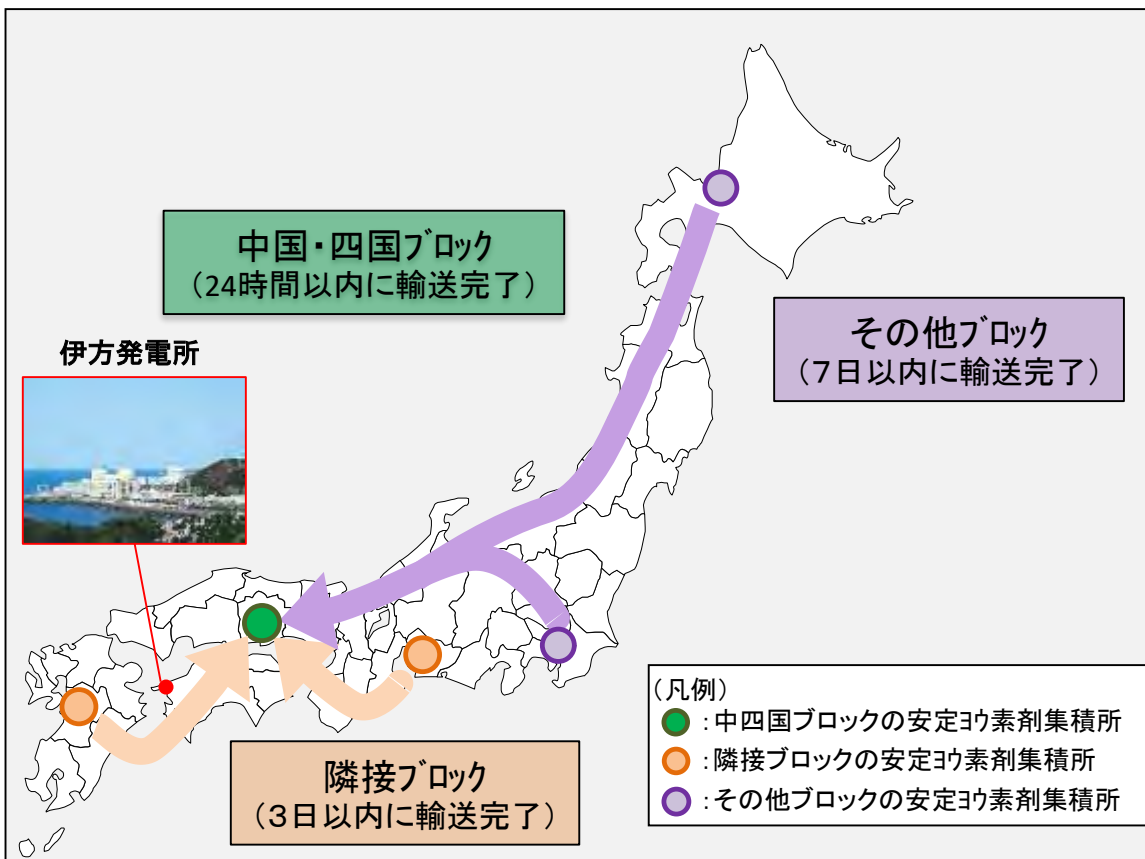 中国・四国ブロック
（24時間以内に輸送完了）
その他ブロック
（７日以内に輸送完了）
伊方発電所
隣接ブロック
（３日以内に輸送完了）
（凡例）
：中四国ブロックの安定ヨウ素剤集積所
：隣接ブロックの安定ヨウ素剤集積所
：その他ブロックの安定ヨウ素剤集積所